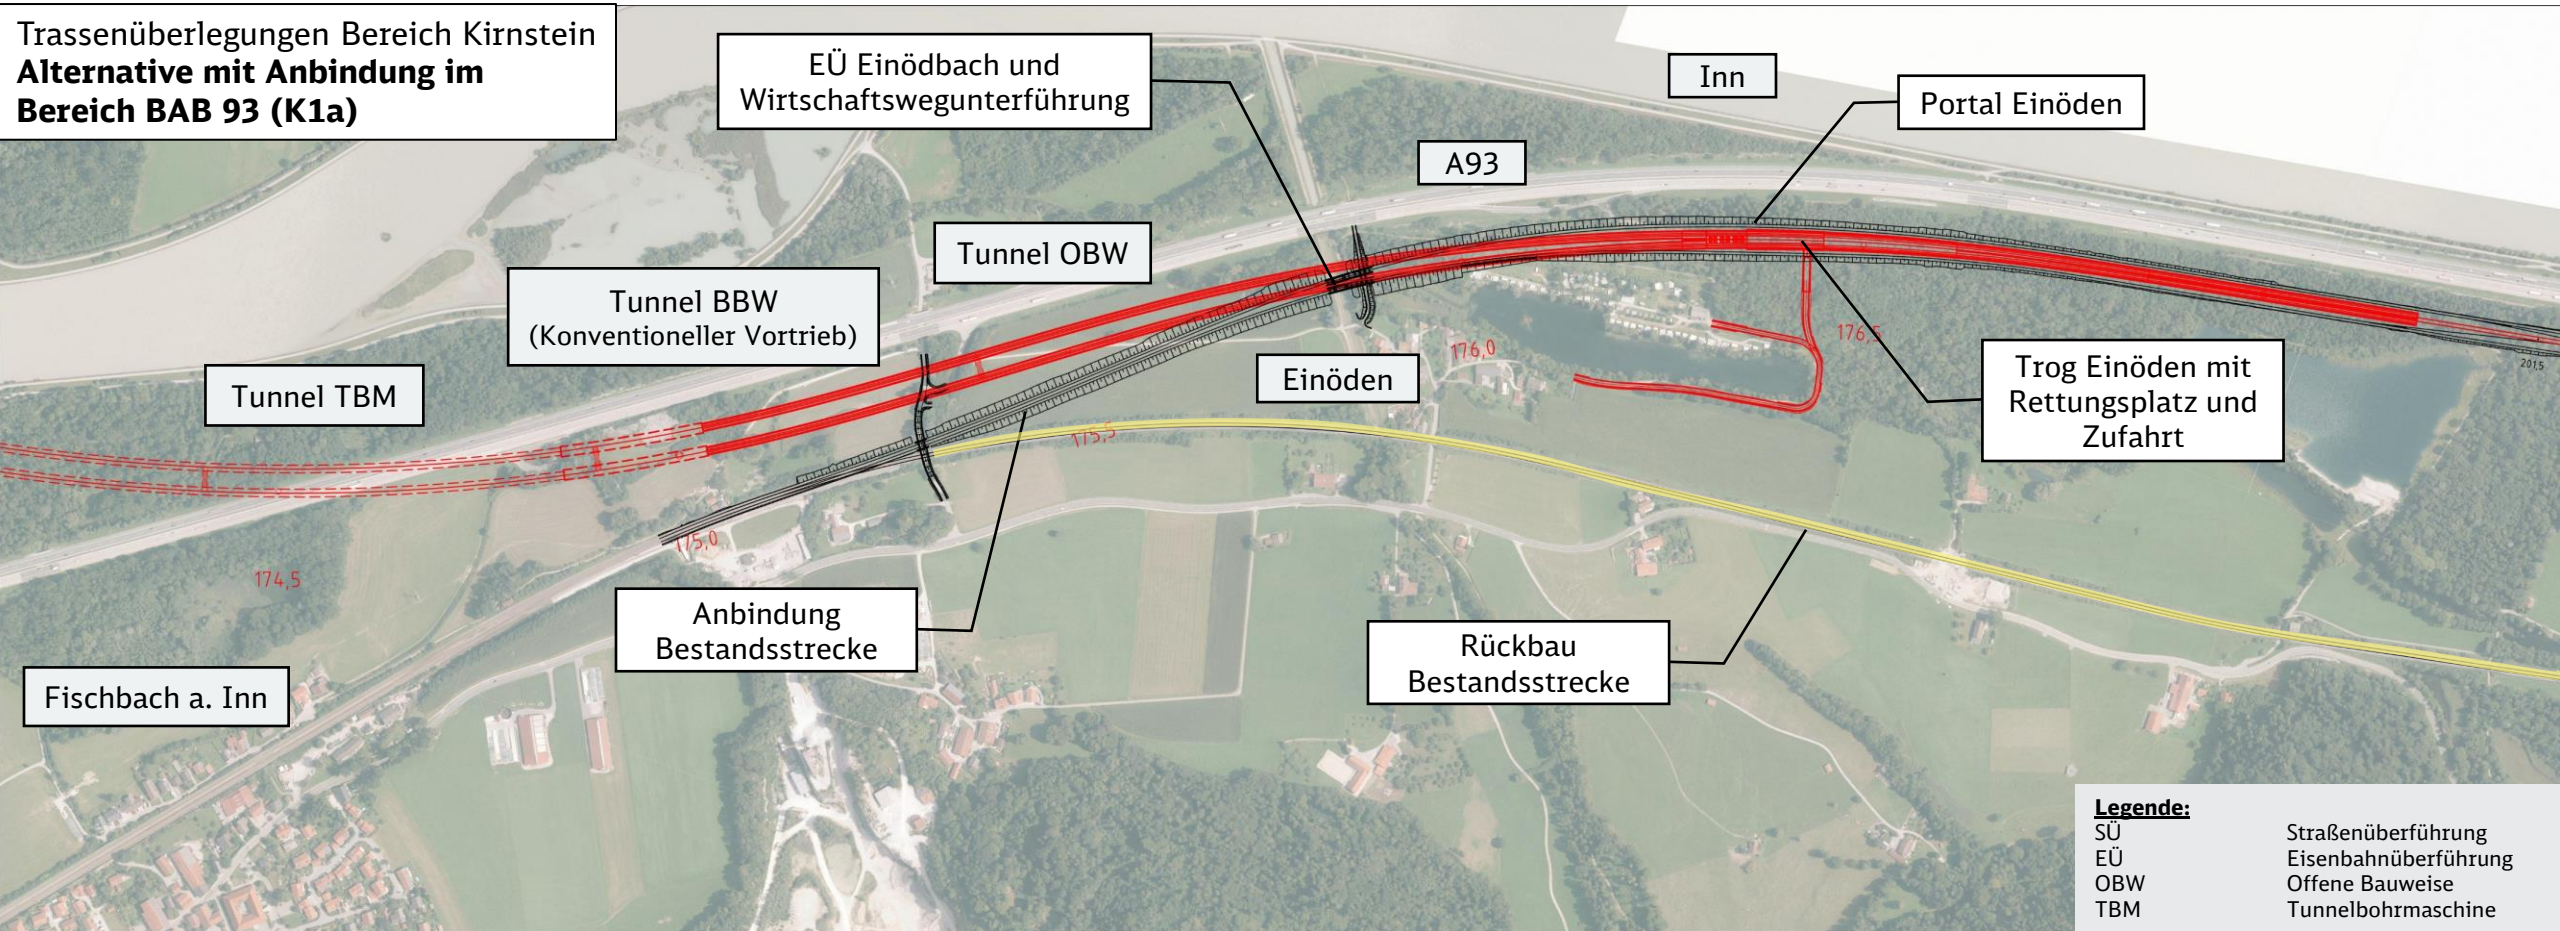 Trassenüberlegungen Bereich Kirnstein
Alternative mit Anbindung im
Bereich BAB 93 (K1a)
EÜ Einödbach und
Wirtschaftswegunterführung
Inn
Portal Einöden
A93
Tunnel OBW
Tunnel BBW
(Konventioneller Vortrieb)
Tunnel TBM
Einöden
176,0
176,5
Trog Einöden mit
Rettungsplatz und
Zufahrt
201,5
175,5
175,0
174,5
Anbindung
Bestandsstrecke
Rückbau
Bestandsstrecke
Fischbach a. Inn
Legende:
SÜ Straßenüberführung
EÜ Eisenbahnüberführung
OBW Offene Bauweise
TBM Tunnelbohrmaschine